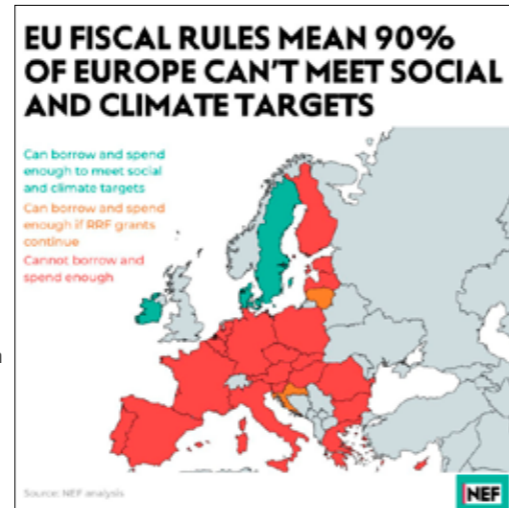 EU FISCAL RULES MEAN 90%
OF EUROPE CAN'T MEET SOCIAL
AND CLIMATE TARGETS
Can borrow and spend
enough to meet social
and climate targets
Can borrow and spend
enough if RRF grants
continue
Cannot borrow and
spend enough
Source: NEF analysis
NEF